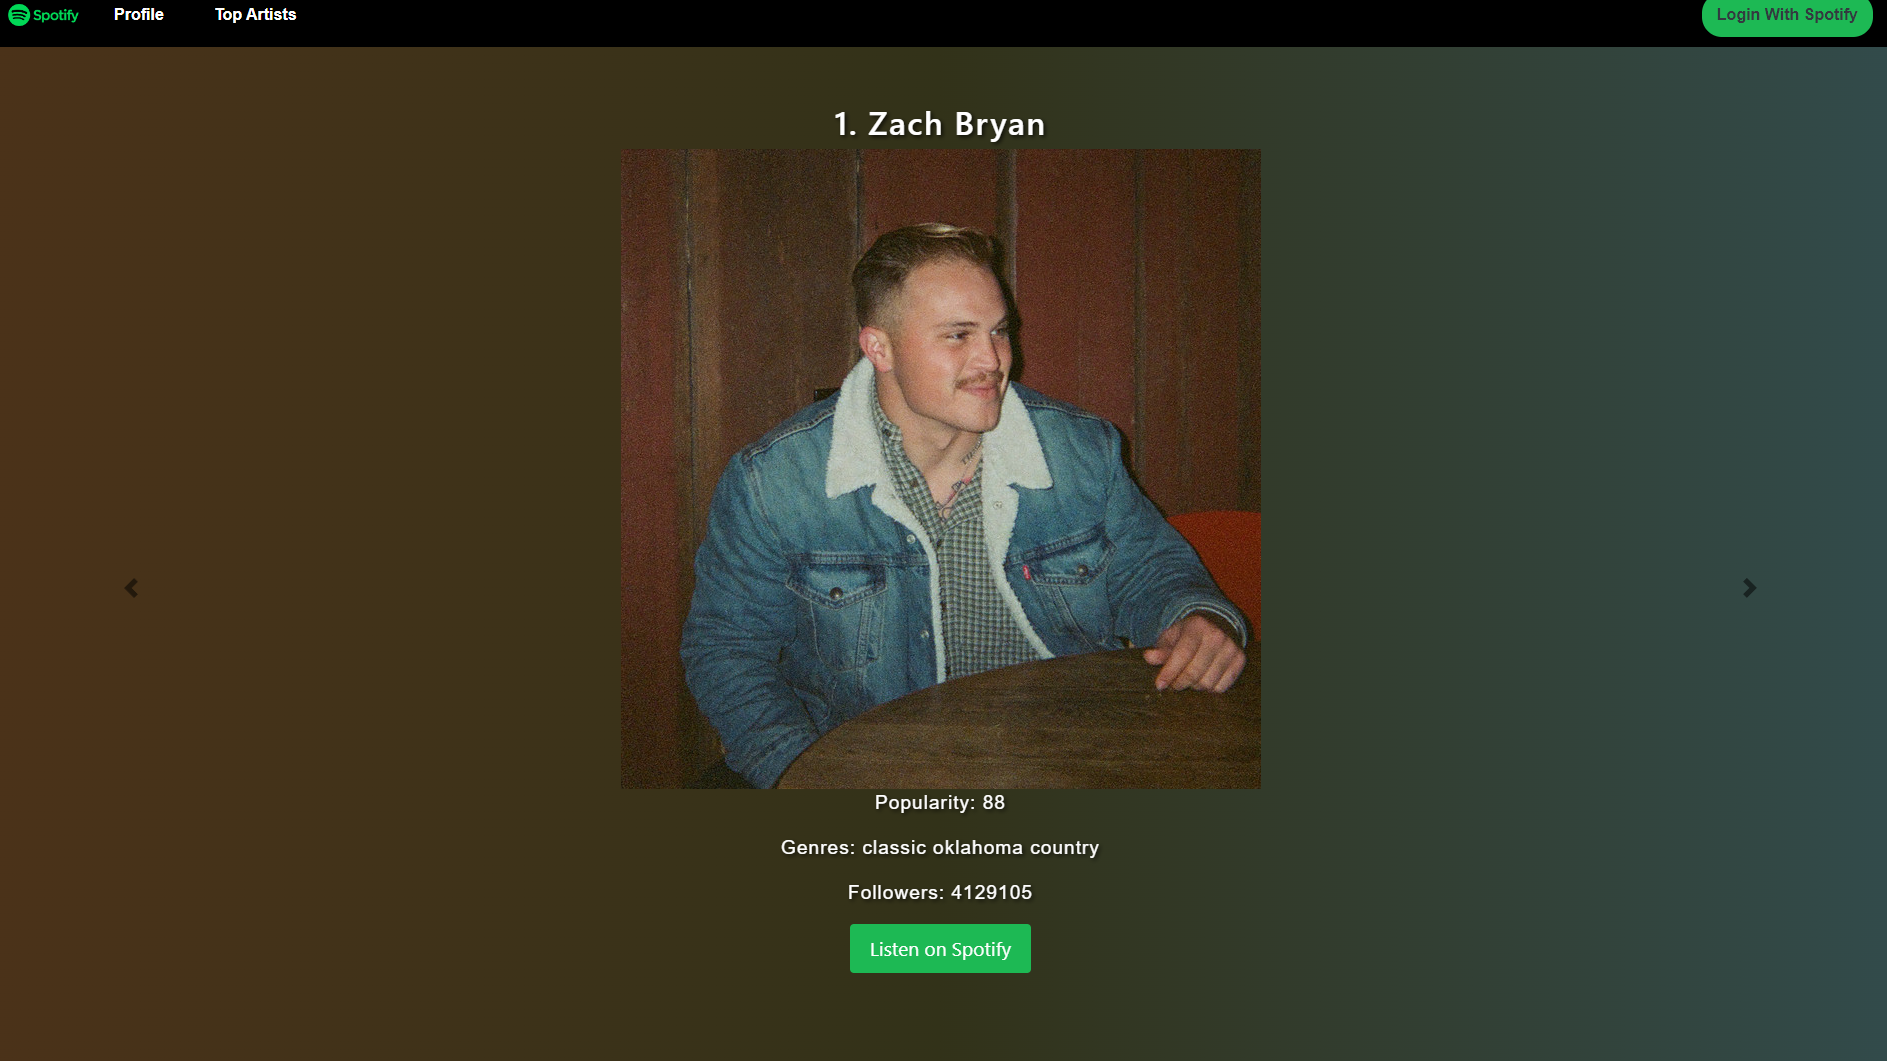 Spotify Profile Top Artists Login With Spotify
1. Zach Bryan
Popularity: 88
Genres: classic oklahoma country
Followers: 4129105
Listen on Spotify